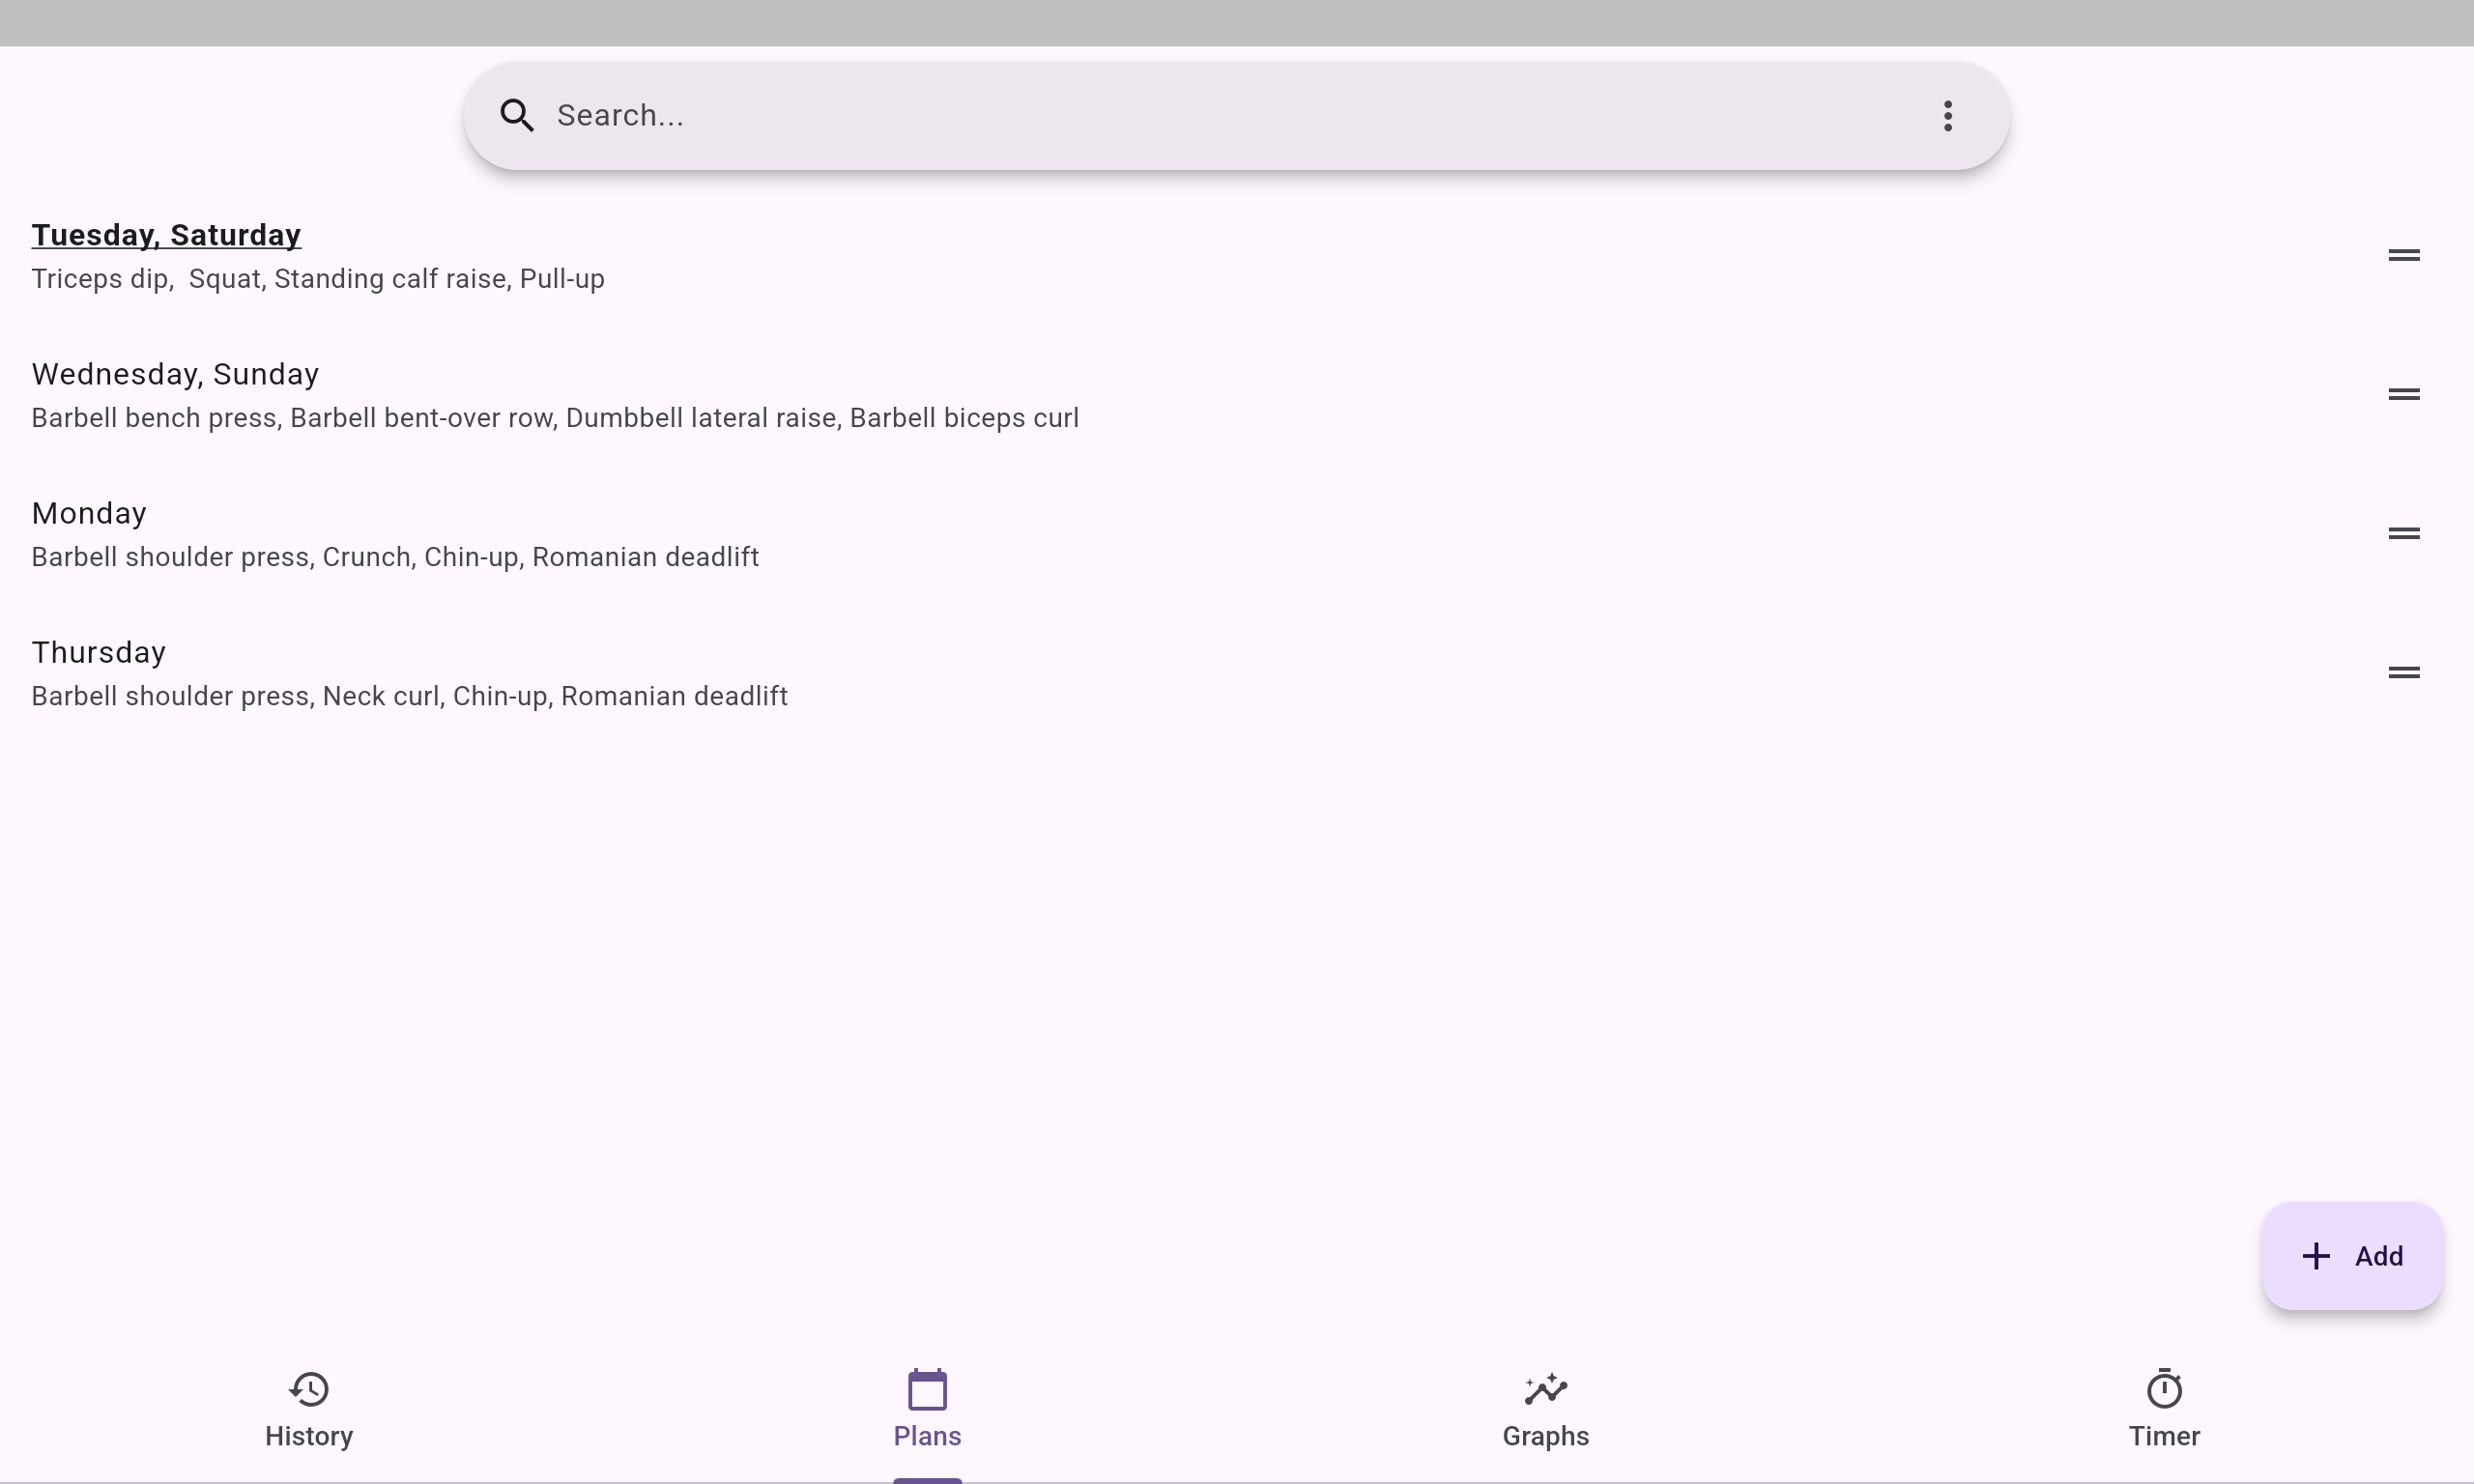 Search...
Tuesday, Saturday
Triceps dip,  Squat, Standing calf raise, Pull-up
Wednesday, Sunday
Barbell bench press, Barbell bent-over row, Dumbbell lateral raise, Barbell biceps curl
Monday
Barbell shoulder press, Crunch, Chin-up, Romanian deadlift
Thursday
Barbell shoulder press, Neck curl, Chin-up, Romanian deadlift
Add
History
Plans
Graphs
Timer